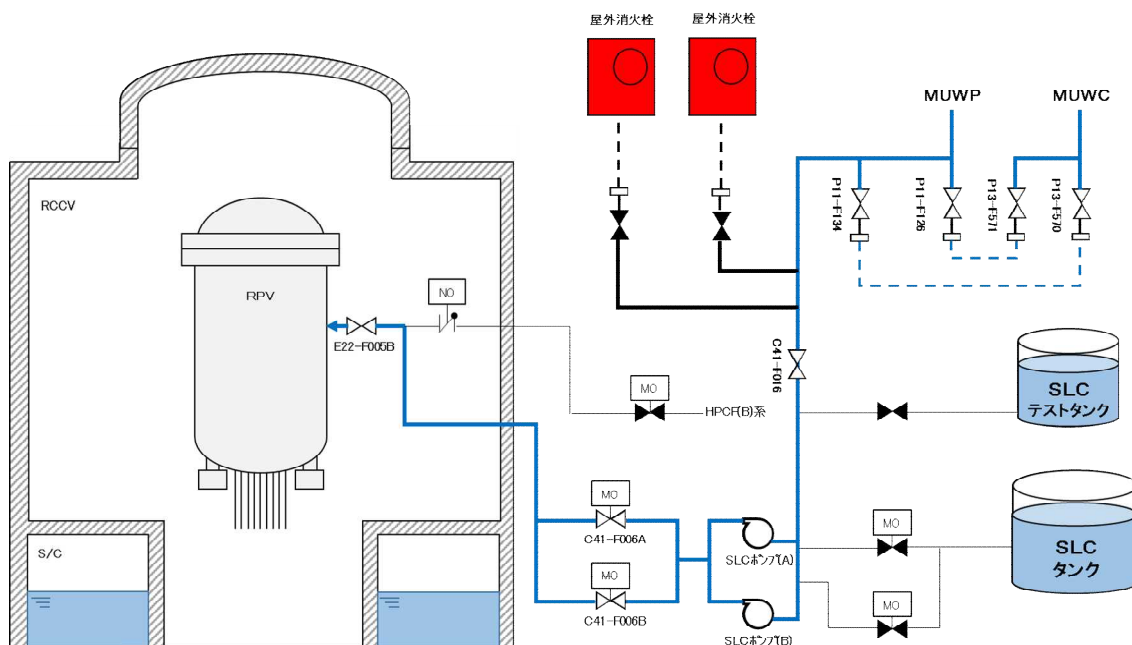 屋外消火栓
屋外消火栓
MUWP
MUWC
P11-F134
P11-F126
P13-F571
P13-F570
RCCV
RPV
NO
E22-F005B
C41-F016
MO
HPCF(B)系
SLC
テストタンク
MO
C41-F006A
SLCポンプ(A)
MO
SLC
タンク
S/C
MO
C41-F006B
SLCポンプ(B)
MO